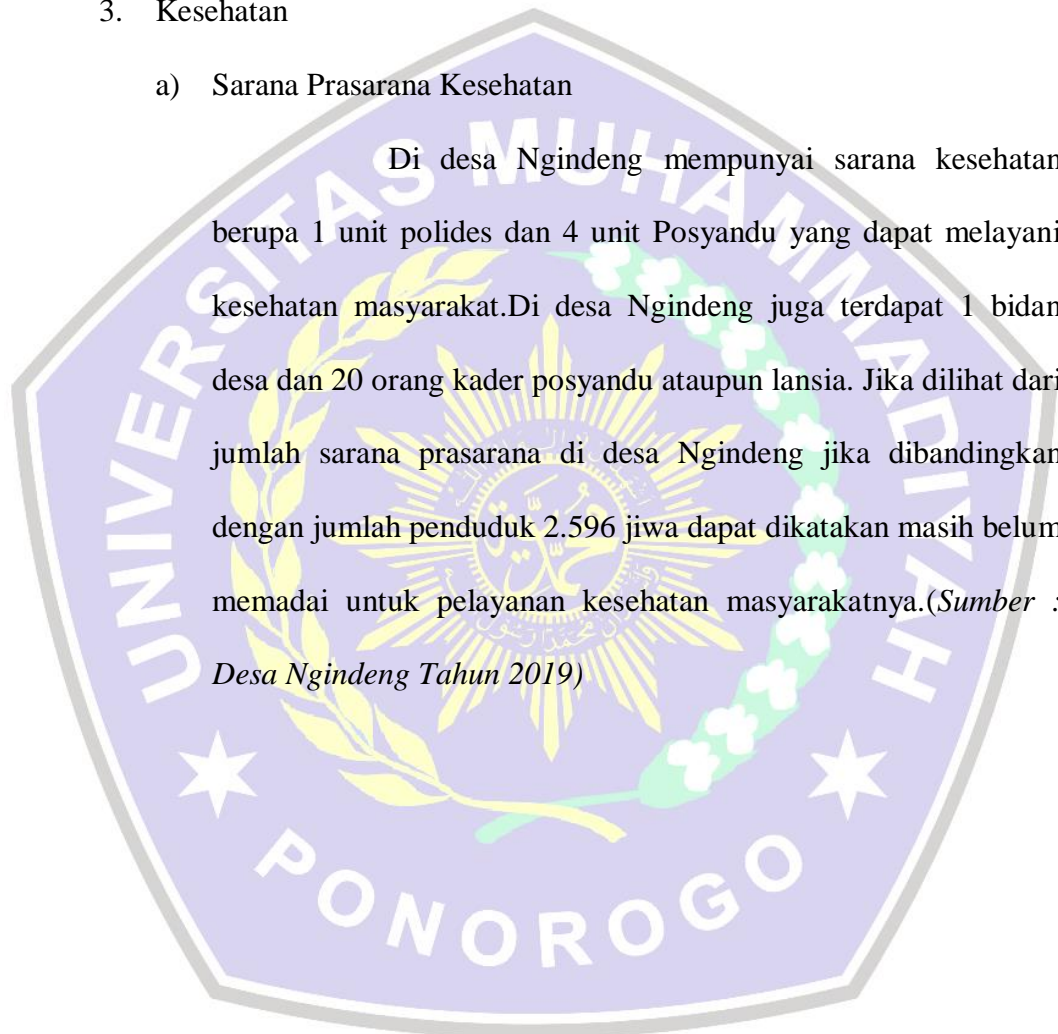 3. Kesehatan
a) Sarana Prasarana Kesehatan
Di desa Ngindeng mempunyai sarana kesehatan
berupa 1 unit polides dan 4 unit Posyandu yang dapat melayani
kesehatan masyarakat.Di desa Ngindeng juga terdapat 1 bidan
desa dan 20 orang kader posyandu ataupun lansia. Jika dilihat dari
jumlah sarana prasarana di desa Ngindeng jika dibandingkan
dengan jumlah penduduk 2.596 jiwa dapat dikatakan masih belum
memadai untuk pelayanan kesehatan masyarakatnya.(Sumber :
Desa Ngindeng Tahun 2019)
UNIVERSITAS MUHAMMADIYAH
PONOROGO